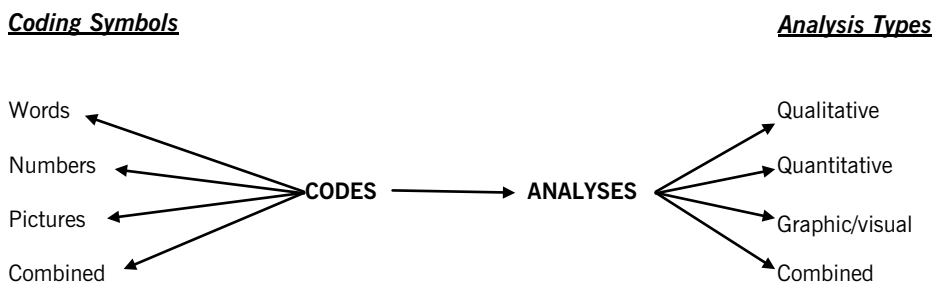 Coding Symbols Analysis Types
Words Qualitative
Numbers Quantitative
CODES ANALYSES
Pictures Graphic/visual
Combined Combined